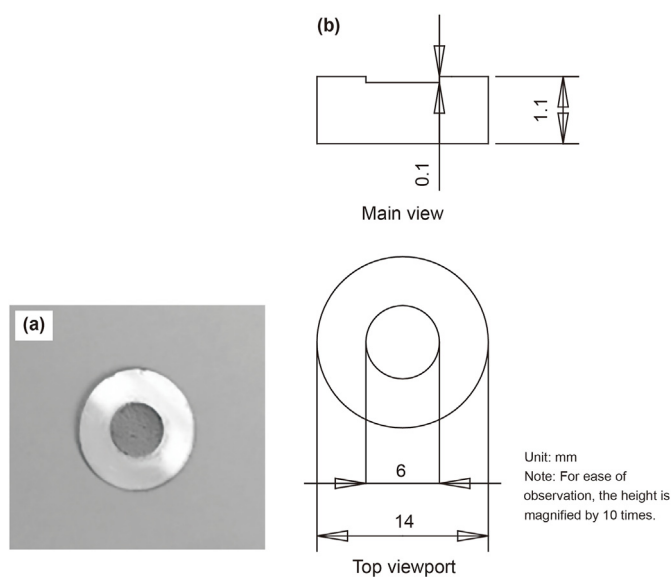 (b)
1.1
0.1
Main view
(a)
6
14
Unit: mm
Note: For ease of
observation, the height is
magnified by 10 times.
Top viewport